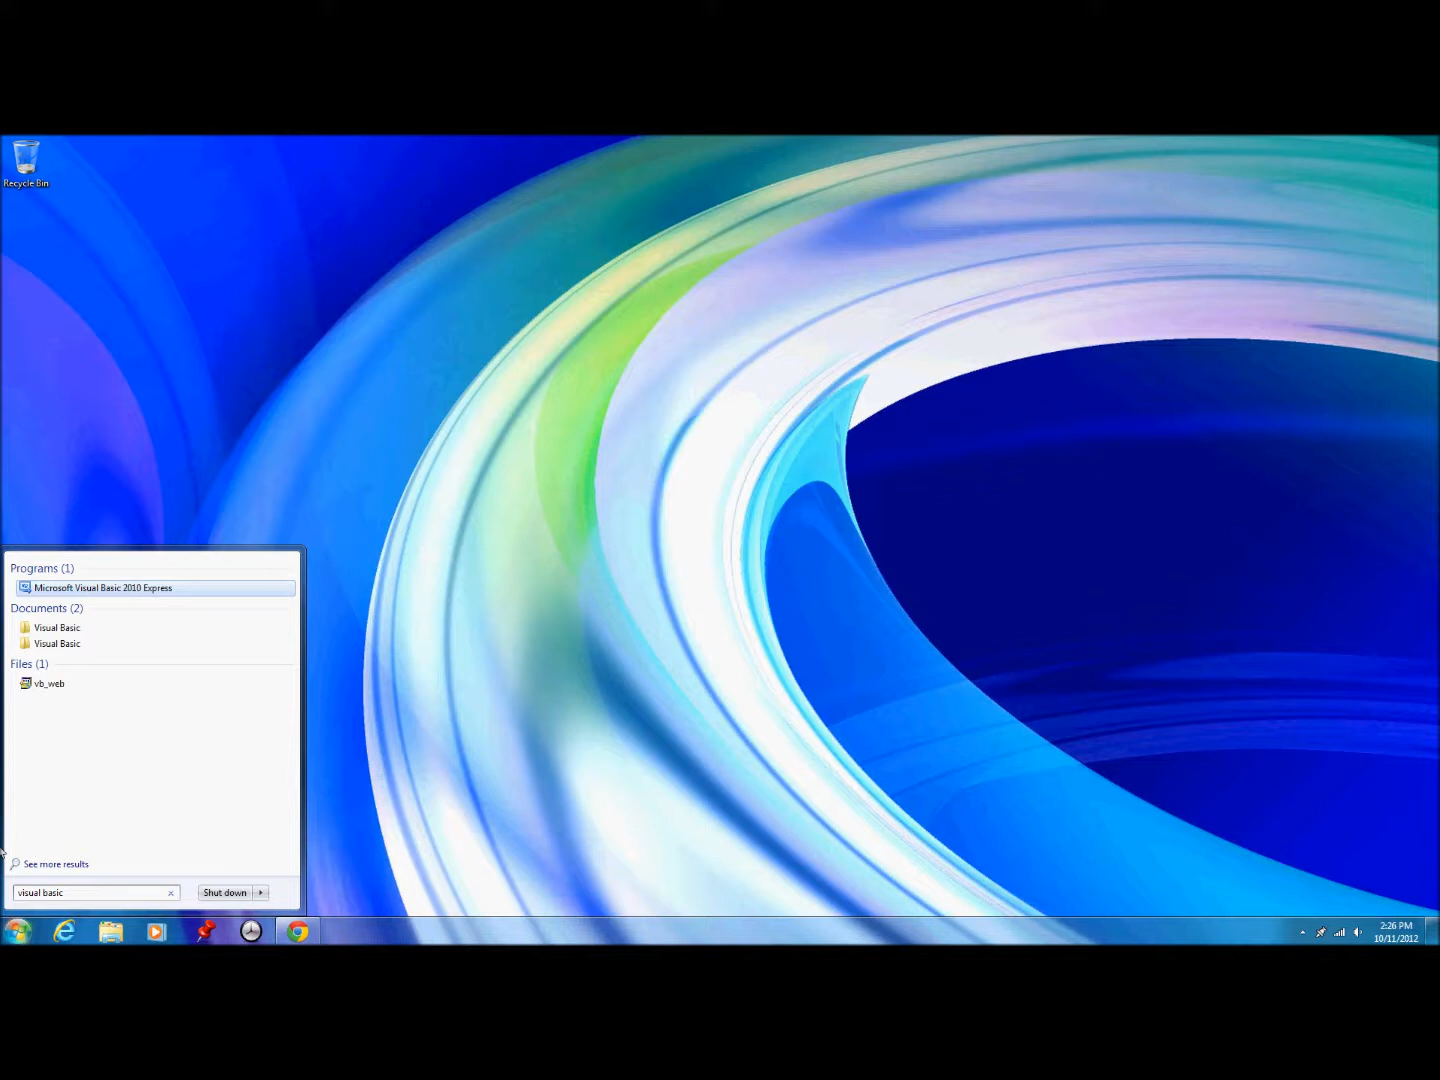 Recycle Bin
Programs (1)
Microsoft Visual Basic 2010 Express
Documents (2)
Visual Basic
Visual Basic
Files (1)
vb_web
See more results
visual basic
Shut down
2:26 PM
10/11/2012